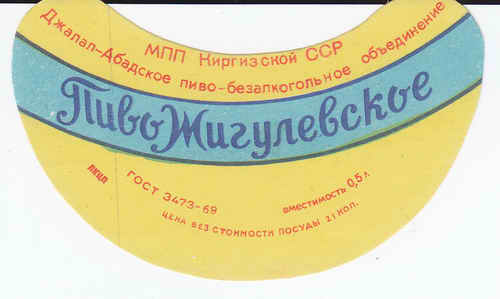 МПП Киргизской ССР
Джалал-Абадское пиво-безалкогольное объединение
Пиво Жигулевское
ГОСТ 3473-69
вместимость 0,5 л
ЦЕНА БЕЗ СТОИМОСТИ ПОСУДЫ 21 КОП.